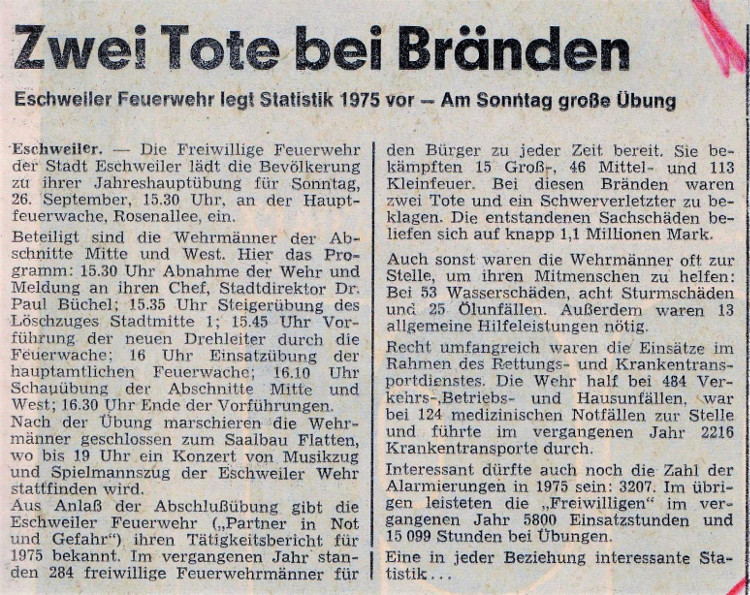 Zwei Tote bei Bränden
Eschweiler Feuerwehr legt Statistik 1975 vor — Am Sonntag große Übung
Eschweiler. — Die Freiwillige Feuerwehr
der Stadt Eschweiler lädt die Bevölkerung
zu ihrer Jahreshauptübung für Sonntag,
26. September, 15.30 Uhr, an der Haupt-
feuerwache, Rosenallee, ein.
Beteiligt sind die Wehrmänner der Ab-
schnitte Mitte und West. Hier das Pro-
gramm: 15.30 Uhr Abnahme der Wehr und
Meldung an ihren Chef, Stadtdirektor Dr.
Paul Büchel; 15.35 Uhr Steigerübung des
Löschzuges Stadtmitte 1; 15.45 Uhr Vor-
führung der neuen Drehleiter durch die
Feuerwache; 16 Uhr Einsatzübung der
hauptamtlichen Feuerwache; 16.10 Uhr
Schauübung der Abschnitte Mitte und
West; 16.30 Uhr Ende der Vorführungen.
Nach der Übung marschieren die Wehr-
männer geschlossen zum Saalbau Flatten,
wo bis 19 Uhr ein Konzert von Musikzug
und Spielmannszug der Eschweiler Wehr
stattfinden wird.
Aus Anlaß der Abschlußübung gibt die
Eschweiler Feuerwehr („Partner in Not
und Gefahr“) ihren Tätigkeitsbericht für
1975 bekannt. Im vergangenen Jahr stan-
den 284 freiwillige Feuerwehrmänner für
den Bürger zu jeder Zeit bereit. Sie be-
kämpften 15 Groß-, 46 Mittel- und 113
Kleinfeuer. Bei diesen Bränden waren
zwei Tote und ein Schwerverletzter zu be-
klagen. Die entstandenen Sachschäden be-
liefen sich auf knapp 1,1 Millionen Mark.
Auch sonst waren die Wehrmänner oft zur
Stelle, um ihren Mitmenschen zu helfen:
Bei 53 Wasserschäden, acht Sturmschäden
und 25 Ölunfällen. Außerdem waren 13
allgemeine Hilfeleistungen nötig.
Recht umfangreich waren die Einsätze im
Rahmen des Rettungs- und Krankentrans-
portdienstes. Die Wehr half bei 484 Ver-
kehrs-,Betriebs- und Hausunfällen, war
bei 124 medizinischen Notfällen zur Stelle
und führte im vergangenen Jahr 2216
Krankentransporte durch.
Interessant dürfte auch noch die Zahl der
Alarmierungen in 1975 sein: 3207. Im übri-
gen leisteten die „Freiwilligen“ im ver-
gangenen Jahr 5800 Einsatzstunden und
15 099 Stunden bei Übungen.
Eine in jeder Beziehung interessante Sta-
tistik...